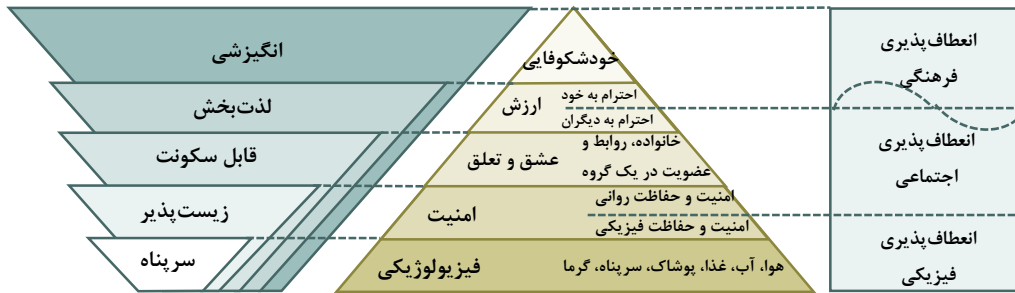 انگیزشی
لذت‌بخش
قابل سکونت
زیست‌پذیر
سرپناه
خودشکوفایی
ارزش
احترام به خود
احترام به دیگران
عشق و تعلق
خانواده، روابط و
عضویت در یک گروه
امنیت
امنیت و حفاظت روانی
امنیت و حفاظت فیزیکی
فیزیولوژیکی
هوا، آب، غذا، پوشاک، سرپناه، گرما
انعطاف‌پذیری
فرهنگی
انعطاف‌پذیری
اجتماعی
انعطاف‌پذیری
فیزیکی